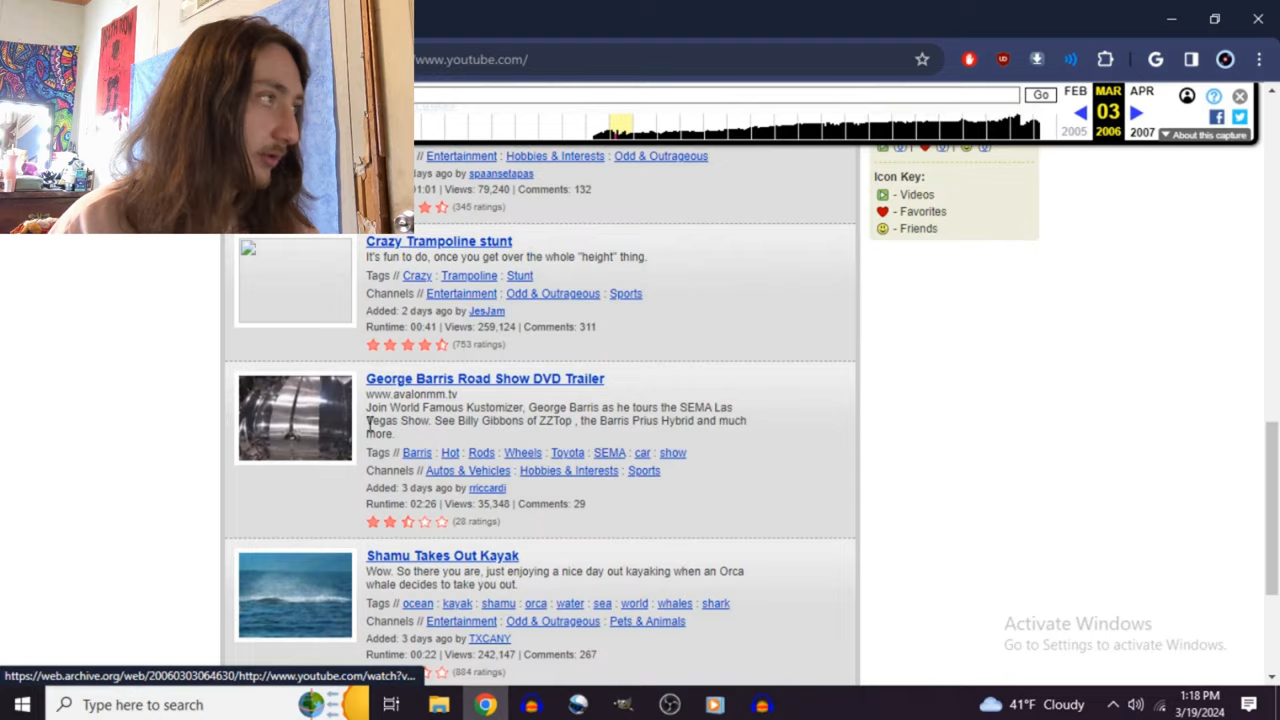 www.youtube.com/
Go
FEB MAR APR
03
2005 2006 2007
About this capture
Entertainment : Hobbies & Interests : Odd & Outrageous
days ago by spaansetapas
01:01 | Views: 79,240 | Comments: 132
(345 ratings)
Icon Key:
- Videos
- Favorites
- Friends
Crazy Trampoline stunt
It's fun to do, once you get over the whole "height" thing.
Tags // Crazy : Trampoline : Stunt
Channels // Entertainment : Odd & Outrageous : Sports
Added: 2 days ago by JesJam
Runtime: 00:41 | Views: 259,124 | Comments: 311
(753 ratings)
George Barris Road Show DVD Trailer
www.avalonmm.tv
Join World Famous Kustomizer, George Barris as he tours the SEMA Las
Vegas Show. See Billy Gibbons of ZZTop , the Barris Prius Hybrid and much
more.
Tags // Barris : Hot : Rods : Wheels : Toyota : SEMA : car : show
Channels // Autos & Vehicles : Hobbies & Interests : Sports
Added: 3 days ago by rriccardi
Runtime: 02:26 | Views: 35,348 | Comments: 29
(28 ratings)
Shamu Takes Out Kayak
Wow. So there you are, just enjoying a nice day out kayaking when an Orca
whale decides to take you out.
Tags // ocean : kayak : shamu : orca : water : sea : world : whales : shark
Channels // Entertainment : Odd & Outrageous : Pets & Animals
Added: 3 days ago by TXCANY
Runtime: 00:22 | Views: 242,147 | Comments: 267
(884 ratings)
Activate Windows
Go to Settings to activate Windows.
https://web.archive.org/web/20060303064630/http://www.youtube.com/watch?v...
Type here to search
41°F Cloudy
1:18 PM
3/19/2024